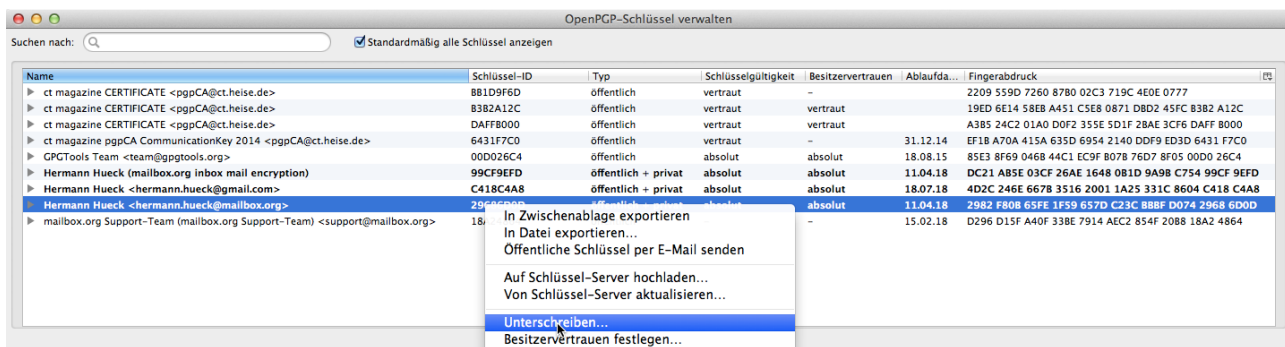 OpenPGP-Schlüssel verwalten
Suchen nach: Standardmäßig alle Schlüssel anzeigen
Name Schlüssel-ID Typ Schlüsselgültigkeit Besitzervertrauen Ablaufda... Fingerabdruck
ct magazine CERTIFICATE <pgpCA@ct.heise.de> BB1D9F6D öffentlich vertraut – 2209 559D 7260 87B0 02C3 719C 4E0E 0777
ct magazine CERTIFICATE <pgpCA@ct.heise.de> B3B2A12C öffentlich vertraut vertraut 19ED 6E14 58EB A451 C5E8 0871 DBD2 45FC B3B2 A12C
ct magazine CERTIFICATE <pgpCA@ct.heise.de> DAFFB000 öffentlich vertraut vertraut A3B5 24C2 01A0 D0F2 355E 5D1F 2BAE 3CF6 DAFF B000
ct magazine pgpCA CommunicationKey 2014 <pgpCA@ct.heise.de> 6431F7C0 öffentlich vertraut – 31.12.14 EF1B A70A 415A 635D 6954 2140 DDF9 ED3D 6431 F7C0
GPGTools Team <team@gpgtools.org> 00D026C4 öffentlich absolut absolut 18.08.15 85E3 8F69 046B 44C1 EC9F B07B 76D7 8F05 00D0 26C4
Hermann Hueck (mailbox.org inbox mail encryption) 99CF9EFD öffentlich + privat absolut absolut 11.04.18 DC21 AB5E 03CF 26AE 1648 0B1D 9A9B C754 99CF 9EFD
Hermann Hueck <hermann.hueck@gmail.com> C418C4A8 öffentlich + privat absolut absolut 18.07.18 4D2C 246E 667B 3516 2001 1A25 331C 8604 C418 C4A8
Hermann Hueck <hermann.hueck@mailbox.org> absolut 11.04.18 2982 F80B 65FE 1F59 657D C23C BBBF D074 2968 6D0D
mailbox.org Support-Team (mailbox.org Support-Team) <support@mailbox.org> – 15.02.18 D296 D15F A40F 33BE 7914 AEC2 854F 20B8 18A2 4864
In Zwischenablage exportieren
In Datei exportieren...
Öffentliche Schlüssel per E-Mail senden
Auf Schlüssel-Server hochladen...
Von Schlüssel-Server aktualisieren...
Unterschreiben...
Besitzervertrauen festlegen...